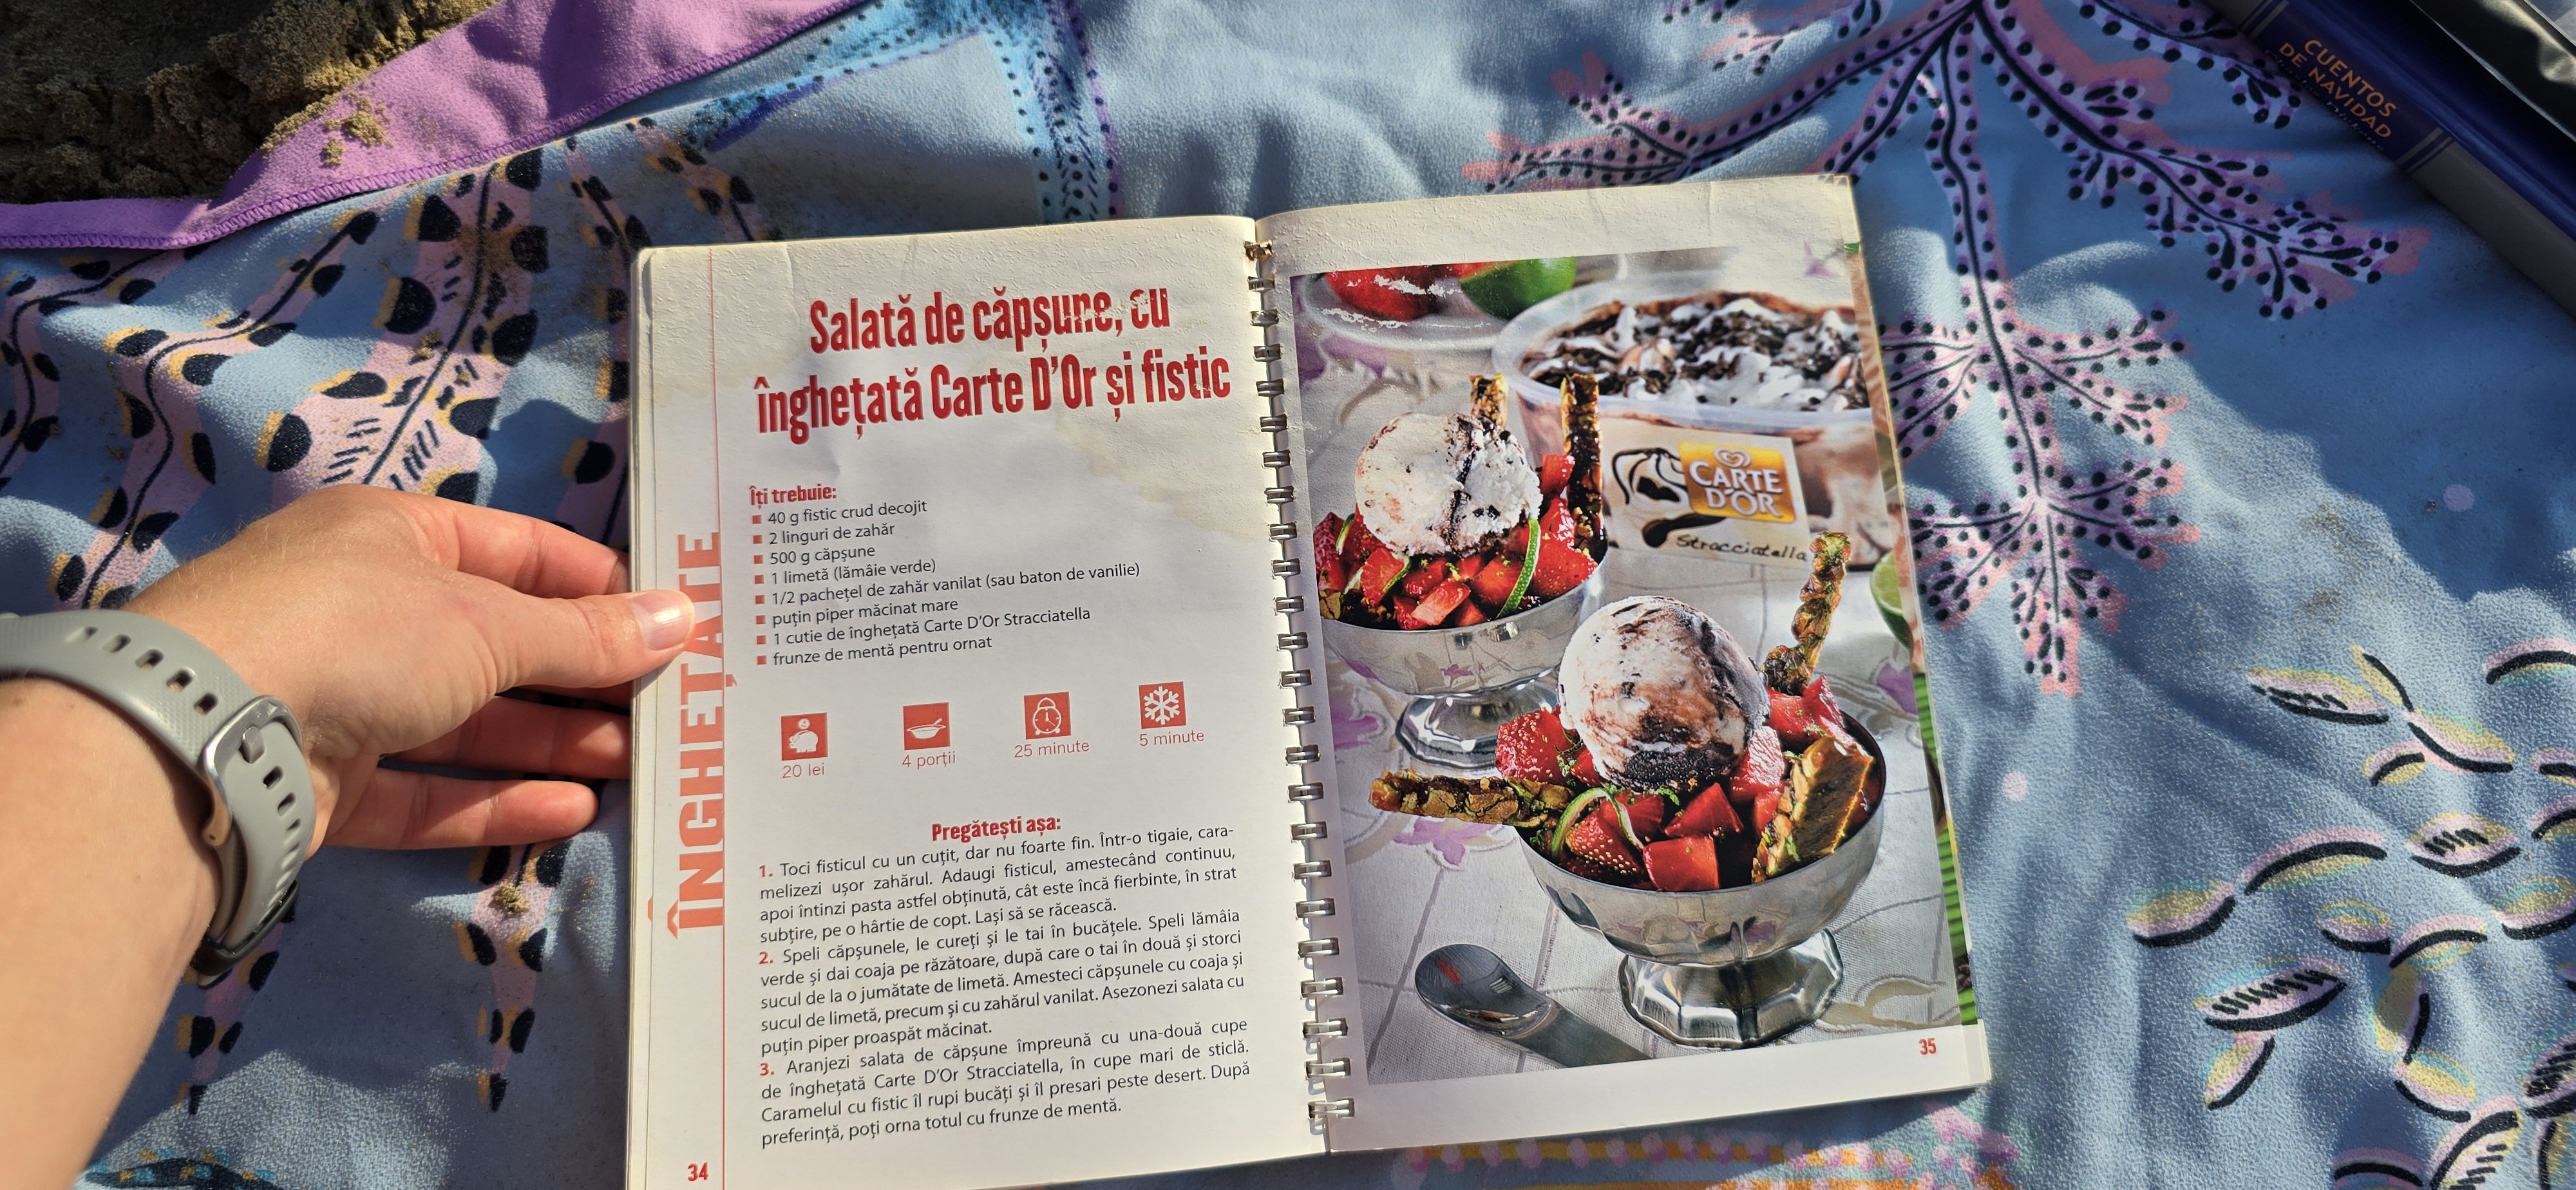 CUENTOS
DE NAVIDAD
Salată de căpșune, cu
Înghețată Carte D'Or și fistic
Îți trebuie:
40 g fistic crud decojit
2 linguri de zahăr
500 g căpșune
1 limetă (lămâie verde)
1/2 pachețel de zahăr vanilat (sau baton de vanilie)
puțin piper măcinat mare
1 cutie de înghețată Carte D'Or Stracciatella
frunze de mentă pentru ornat
20 lei
4 porții
25 minute
5 minute
Pregătești așa:
1. Toci fisticul cu un cuțit, dar nu foarte fin. Într-o tigaie, cara-
melizezi ușor zahărul. Adaugi fisticul, amestecând continuu,
apoi întinzi pasta astfel obținută, cât este încă fierbinte, în strat
subțire, pe o hârtie de copt. Lași să se răcească.
2. Speli căpșunele, le cureți și le tai în bucățele. Speli lămâia
verde și dai coaja pe răzătoare, după care o tai în două și storci
sucul de la o jumătate de limetă. Amesteci căpșunele cu coaja și
sucul de limetă, precum și cu zahărul vanilat. Asezonezi salata cu
puțin piper proaspăt măcinat.
3. Aranjezi salata de căpșune împreună cu una-două cupe
de înghețată Carte D'Or Stracciatella, în cupe mari de sticlă.
Caramelul cu fistic îl rupi bucăți și îl presari peste desert. După
preferință, poți orna totul cu frunze de mentă.
ÎNGHEȚATE
34
CARTE
D'OR
Stracciatella
35